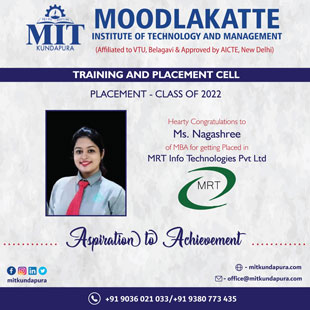 MIT
KUNDAPURA
MOODLAKATTE
INSTITUTE OF TECHNOLOGY AND MANAGEMENT
(Affiliated to VTU, Belagavi & Approved by AICTE, New Delhi)
TRAINING AND PLACEMENT CELL
PLACEMENT - CLASS OF 2022
Hearty Congratulations to
Ms. Nagashree
of MBA for getting Placed in
MRT Info Technologies Pvt Ltd
MRT
Aspiration to Achievement
mitkundapura
- mitkundapura.com
- office@mitkundapura.com
+91 9036 021 033/+91 9380 773 435